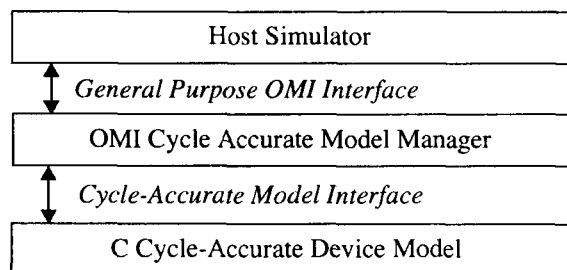 Host Simulator
General Purpose OMI Interface
OMI Cycle Accurate Model Manager
Cycle-Accurate Model Interface
C Cycle-Accurate Device Model